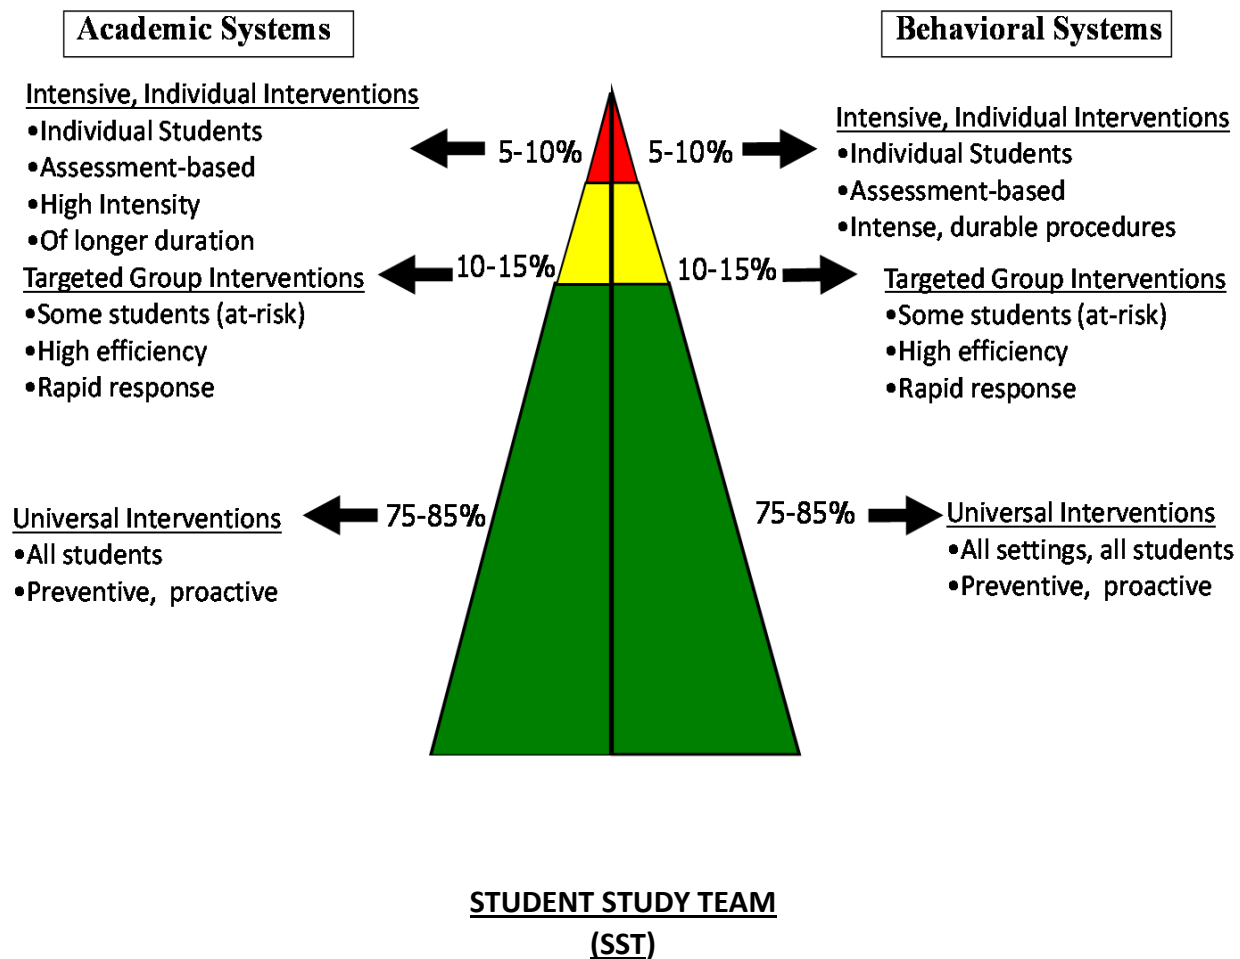 Academic Systems
Intensive, Individual Interventions
•Individual Students
•Assessment-based
•High Intensity
•Of longer duration
5-10%
Targeted Group Interventions
•Some students (at-risk)
•High efficiency
•Rapid response
10-15%
Universal Interventions
•All students
•Preventive,  proactive
75-85%
Behavioral Systems
5-10%
Intensive, Individual Interventions
•Individual Students
•Assessment-based
•Intense, durable procedures
10-15%
Targeted Group Interventions
•Some students (at-risk)
•High efficiency
•Rapid response
75-85%
Universal Interventions
•All settings, all students
•Preventive,  proactive
STUDENT STUDY TEAM
(SST)